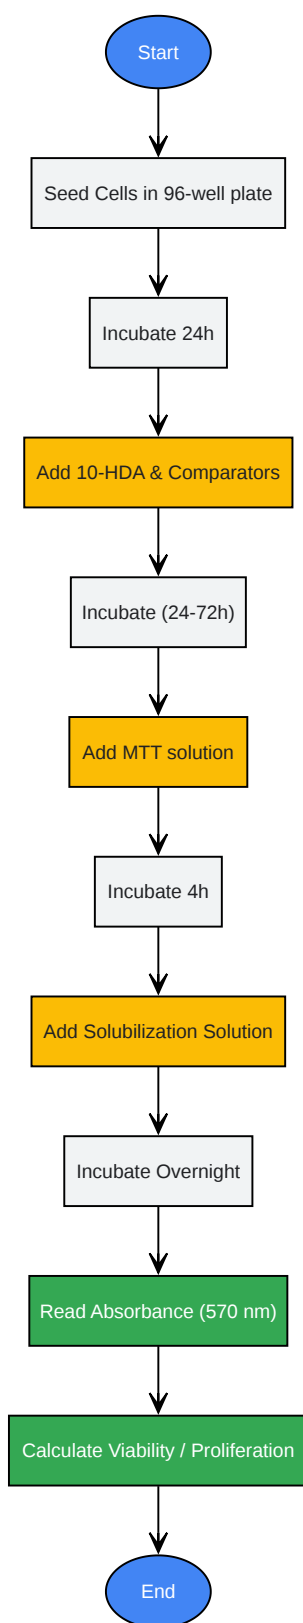 Start
Seed Cells in 96-well plate
Incubate 24h
Add 10-HDA & Comparators
Incubate (24-72h)
Add MTT solution
Incubate 4h
Add Solubilization Solution
Incubate Overnight
Read Absorbance (570 nm)
Calculate Viability / Proliferation
End